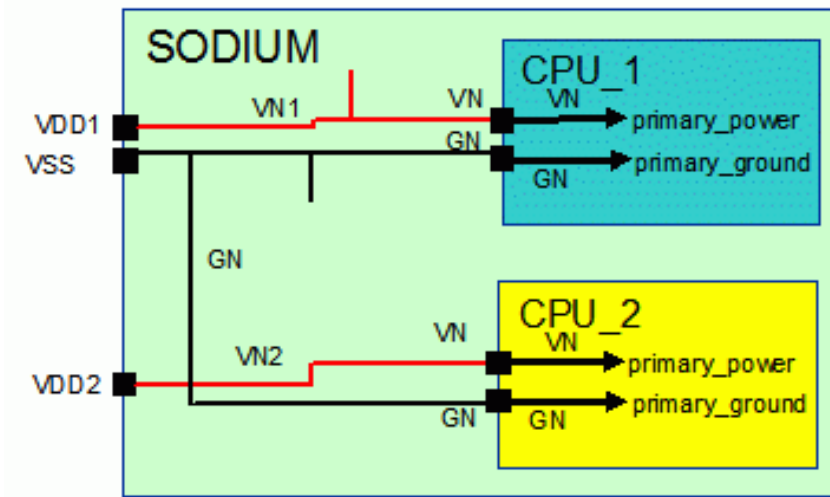 SODIUM
CPU_1
VN1
VN
VN
VDD1
primary_power
GN
VSS
primary_ground
GN
GN
CPU_2
VN
VN
VN2
primary_power
VDD2
primary_ground
GN
GN